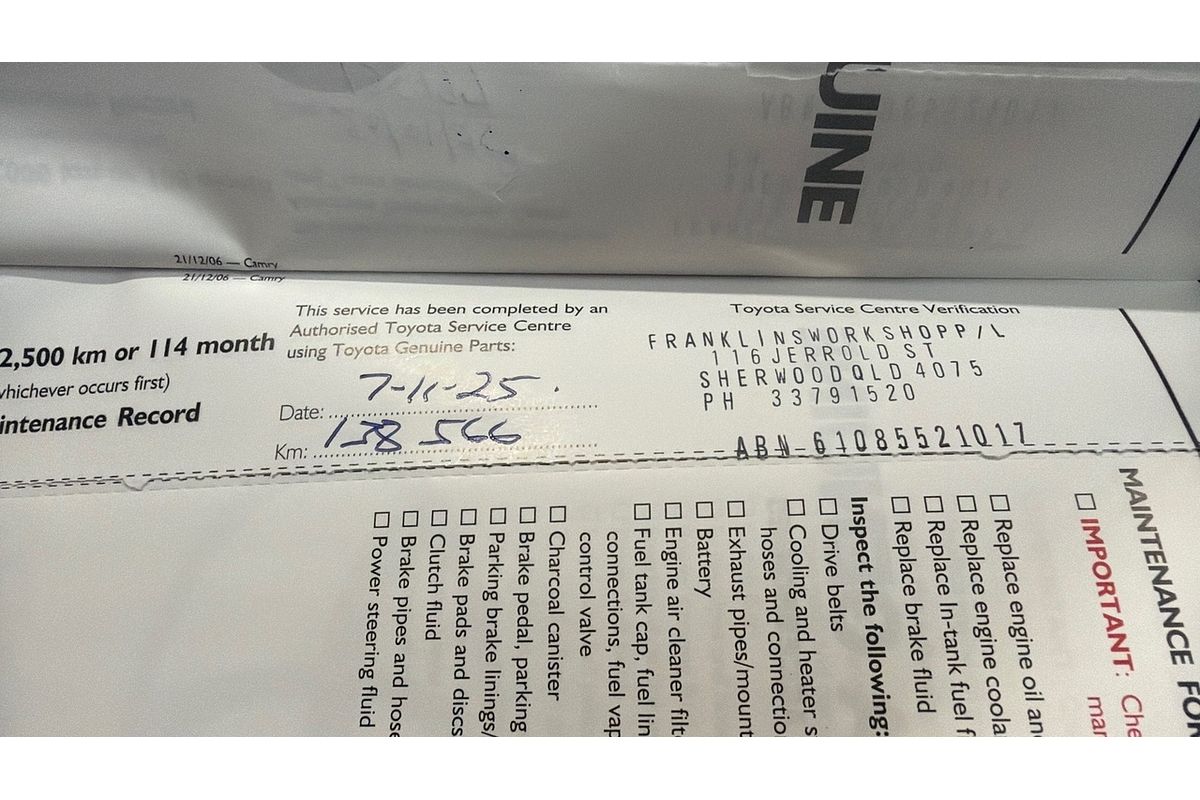 UINE
21/12/06 — Camry
21/12/06 — Camry
2,500 km or 114 month
whichever occurs first)
intenance Record
This service has been completed by an
Authorised Toyota Service Centre
using Toyota Genuine Parts:
Date: 7-11-25.
Km: 138 566
Toyota Service Centre Verification
FRANKLINSWORKSHOPP/L
116JERROLD ST
SHERWOODQLD 4075
PH 33791520
ABN 61085521017
MAINTENANCE FOR
IMPORTANT: Che
mar
Replace engine oil an
Replace engine coola
Replace In-tank fuel f
Replace brake fluid
Inspect the following:
Drive belts
Cooling and heater s
hoses and connectio
Exhaust pipes/mount
Battery
Engine air cleaner filt
Fuel tank cap, fuel lin
connections, fuel vap
control valve
Charcoal canister
Brake pedal, parking
Parking brake linings/
Brake pads and discs
Clutch fluid
Brake pipes and hose
Power steering fluid